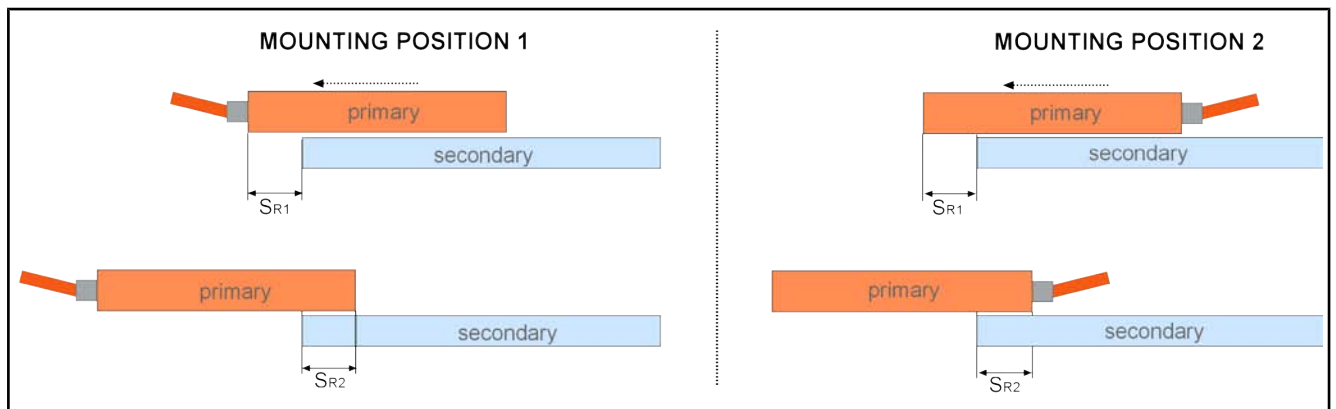 MOUNTING POSITION 1
primary
secondary
SR1
primary
secondary
SR2
MOUNTING POSITION 2
primary
secondary
SR1
primary
secondary
SR2